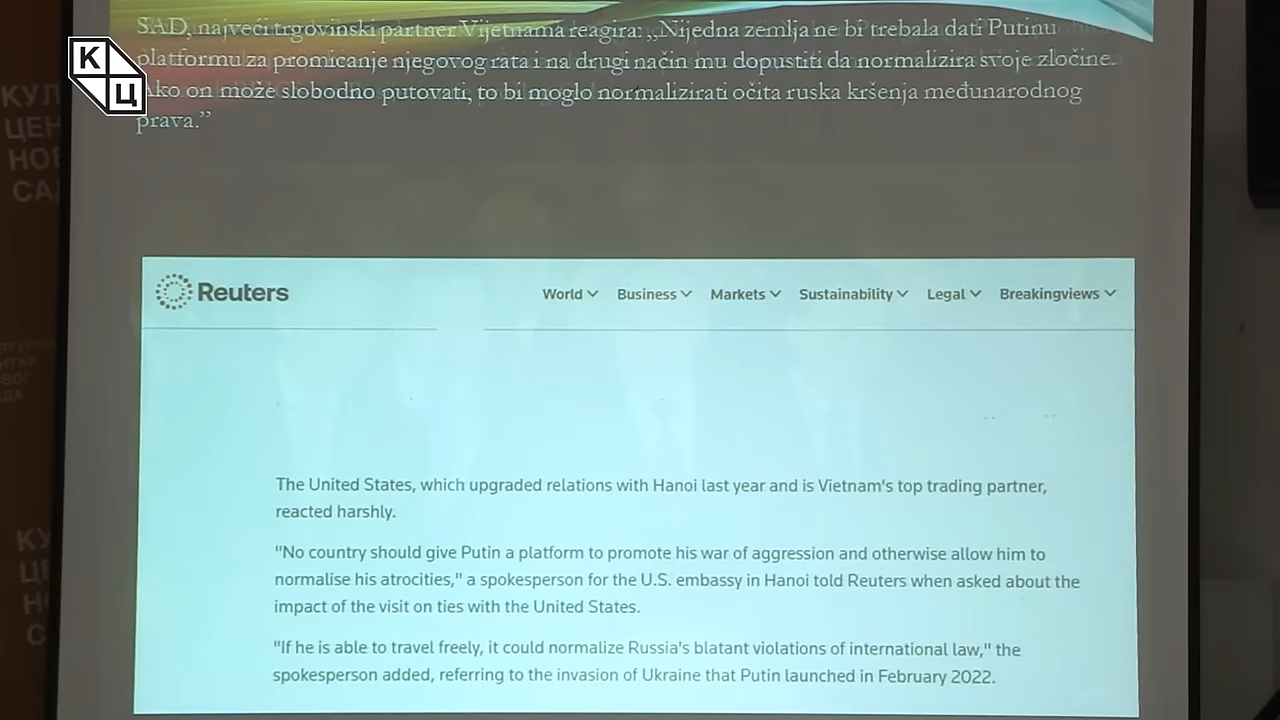 SAD, najveći trgovinski partner Vijetnama reagira: „Nijedna zemlja ne bi trebala dati Putinu
platformu za promicanje njegovog rata i na drugi način mu dopustiti da normalizira svoje zločine.
Ako on može slobodno putovati, to bi moglo normalizirati očita ruska kršenja međunarodnog
prava.”
К
Ц
КУЛ
ЦЕН
НОВ
САД
Reuters
World Business Markets Sustainability Legal Breakingviews
The United States, which upgraded relations with Hanoi last year and is Vietnam's top trading partner,
reacted harshly.
"No country should give Putin a platform to promote his war of aggression and otherwise allow him to
normalise his atrocities," a spokesperson for the U.S. embassy in Hanoi told Reuters when asked about the
impact of the visit on ties with the United States.
"If he is able to travel freely, it could normalize Russia's blatant violations of international law," the
spokesperson added, referring to the invasion of Ukraine that Putin launched in February 2022.
КУ
ЦЕ
НО
С